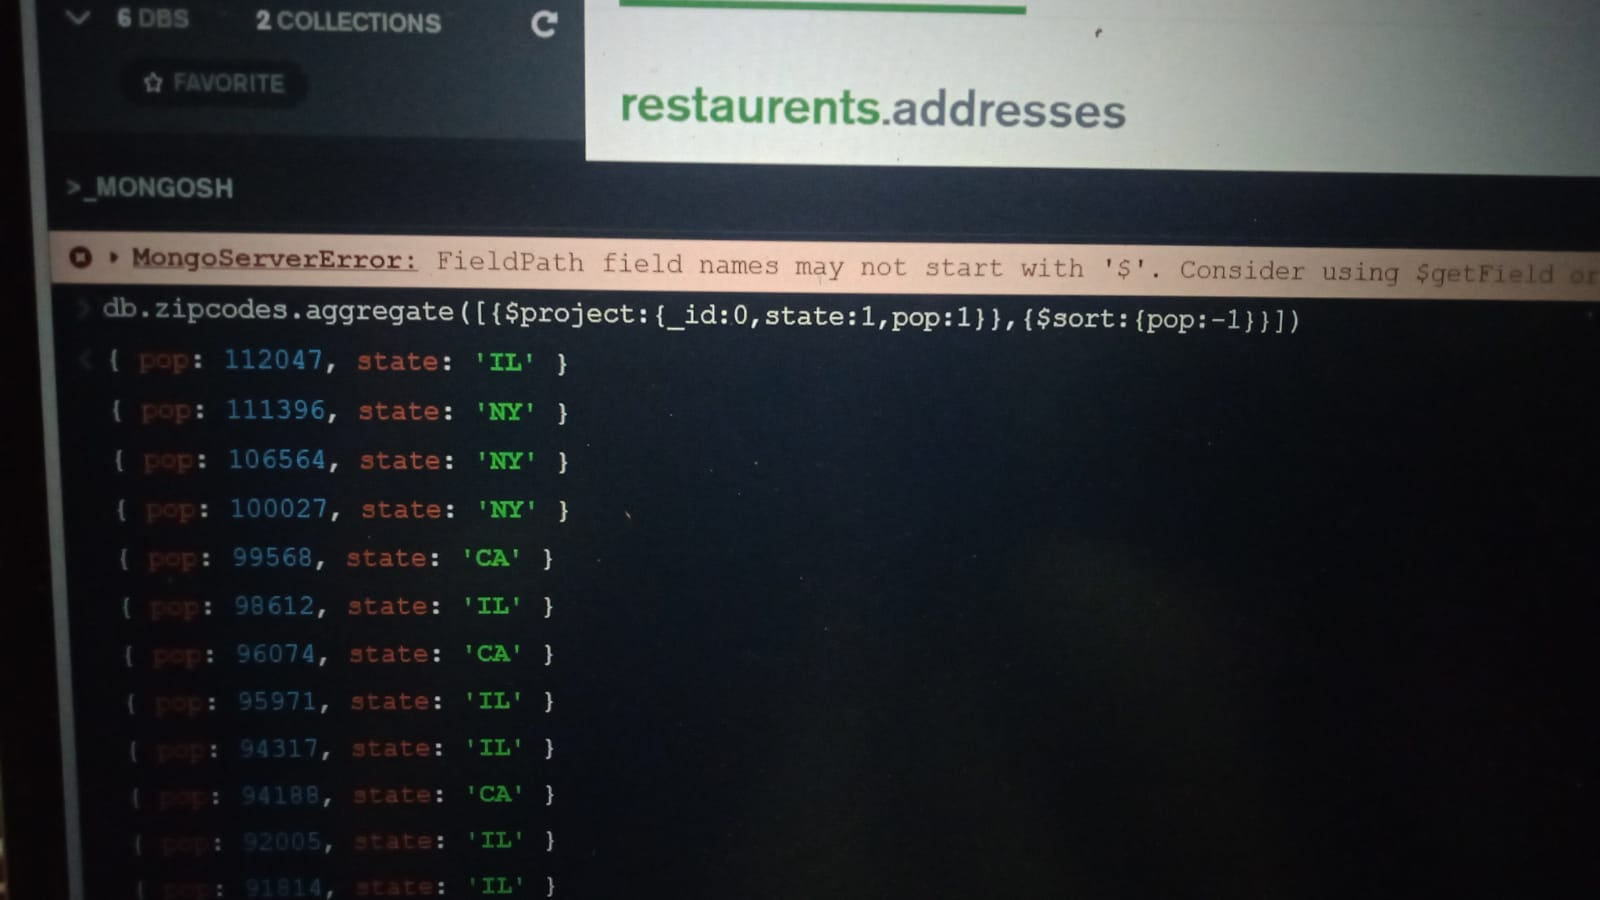 6 DBS 2 COLLECTIONS
FAVORITE
restaurents.addresses
>_MONGOSH
MongoServerError: FieldPath field names may not start with '$'. Consider using $getField or
db.zipcodes.aggregate([{$project:{_id:0,state:1,pop:1}},{$sort:{pop:-1}}])
{ pop: 112047, state: 'IL' }
{ pop: 111396, state: 'NY' }
{ pop: 106564, state: 'NY' }
{ pop: 100027, state: 'NY' }
{ pop: 99568, state: 'CA' }
{ pop: 98612, state: 'IL' }
{ pop: 96074, state: 'CA' }
{ pop: 95971, state: 'IL' }
{ pop: 94317, state: 'IL' }
{ pop: 94188, state: 'CA' }
{ pop: 92005, state: 'IL' }
{ pop: 91814, state: 'IL' }